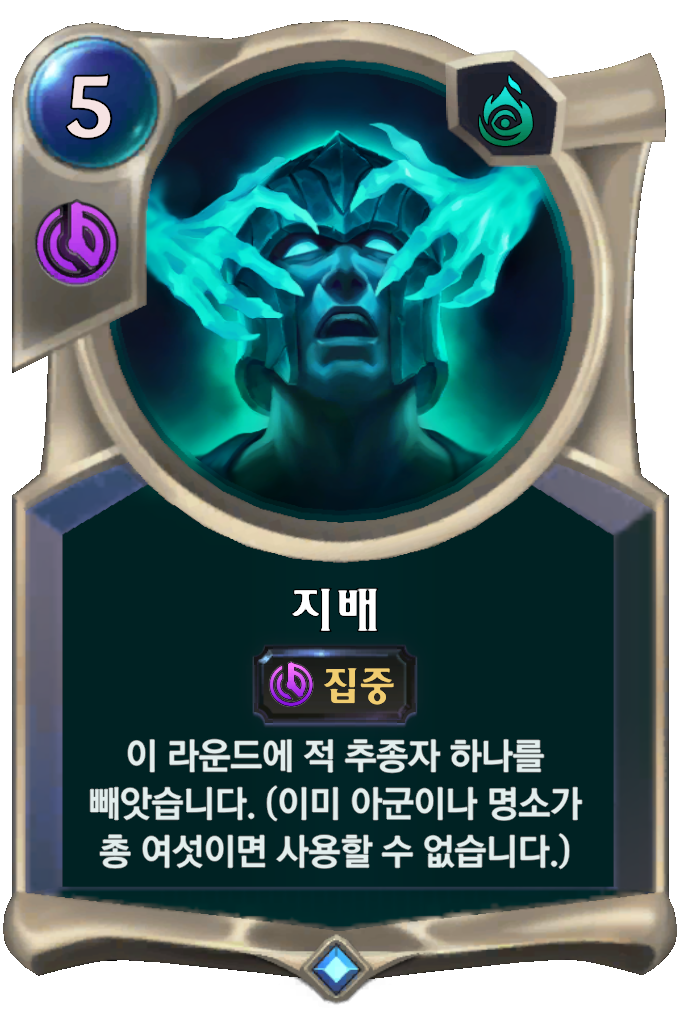 5
지배
집중
이 라운드에 적 추종자 하나를
빼앗습니다. (이미 아군이나 명소가
총 여섯이면 사용할 수 없습니다.)